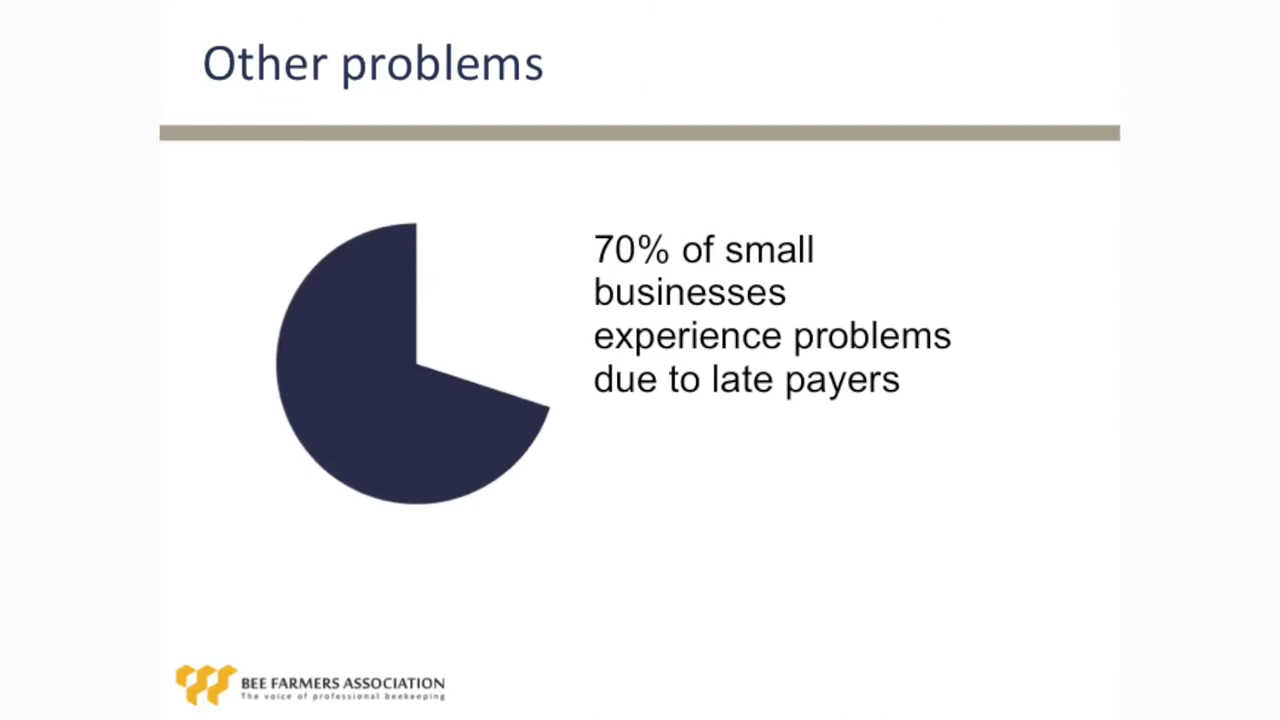 Other problems
70% of small
businesses
experience problems
due to late payers
BEE FARMERS ASSOCIATION
The voice of professional beekeeping